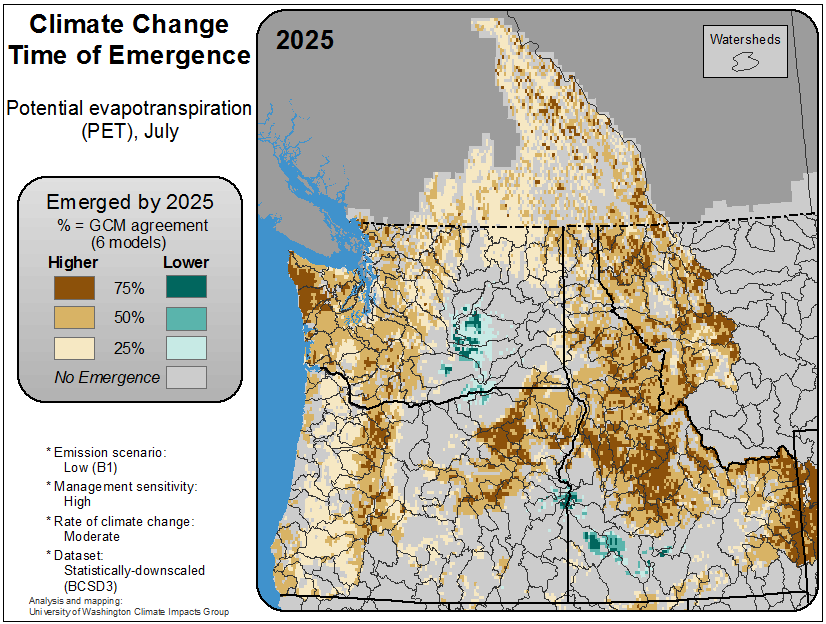 Climate Change
Time of Emergence
Potential evapotranspiration
(PET), July
Emerged by 2025
% = GCM agreement
(6 models)
Higher Lower
75%
50%
25%
No Emergence
* Emission scenario:
Low (B1)
* Management sensitivity:
High
* Rate of climate change:
Moderate
* Dataset:
Statistically-downscaled
(BCSD3)
Analysis and mapping:
University of Washington Climate Impacts Group
2025
Watersheds